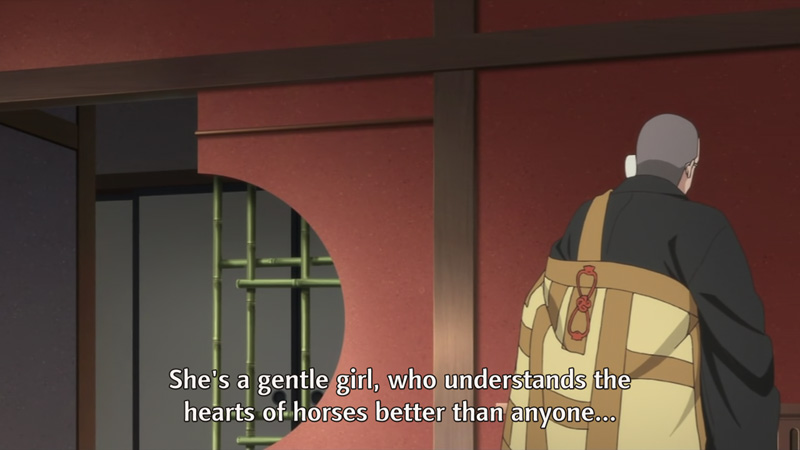 She's a gentle girl, who understands the
hearts of horses better than anyone...